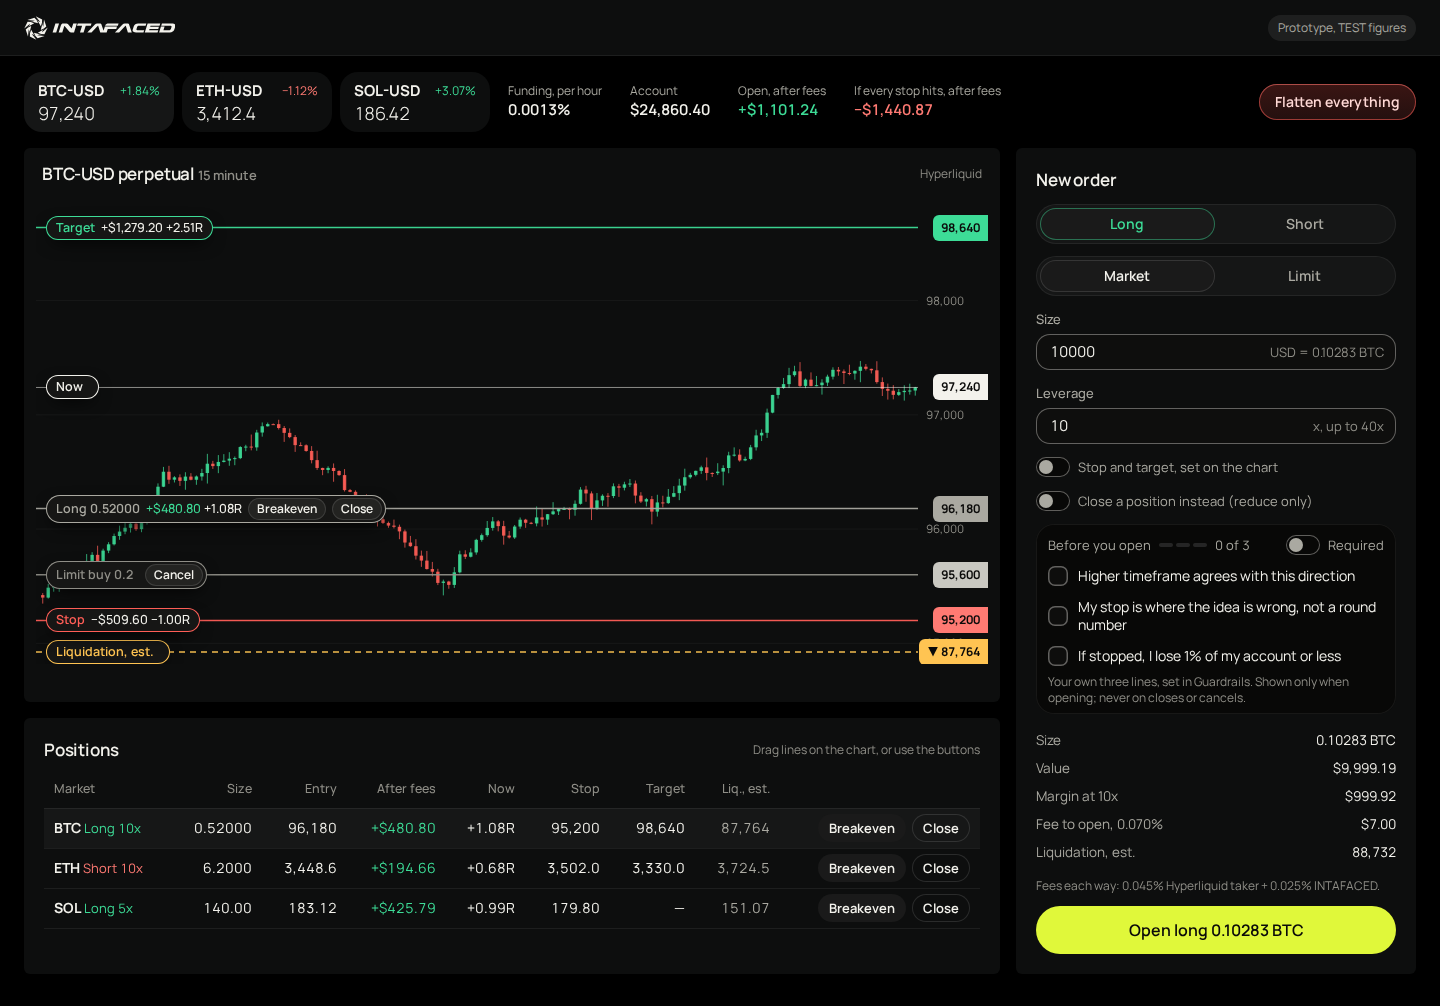 INTAFACED
Prototype, TEST figures
BTC-USD +1.84%
97,240
ETH-USD −1.12%
3,412.4
SOL-USD +3.07%
186.42
Funding, per hour
0.0013%
Account
$24,860.40
Open, after fees
+$1,101.24
If every stop hits, after fees
−$1,440.87
Flatten everything
BTC-USD perpetual 15 minute
Hyperliquid
Target +$1,279.20 +2.51R
98,640
98,000
Now
97,240
97,000
Long 0.52000 +$480.80 +1.08R Breakeven Close
96,180
96,000
Limit buy 0.2 Cancel
95,600
Stop −$509.60 −1.00R
95,200
Liquidation, est.
▼ 87,764
Positions
Drag lines on the chart, or use the buttons
Market Size Entry After fees Now Stop Target Liq., est.
BTC Long 10x 0.52000 96,180 +$480.80 +1.08R 95,200 98,640 87,764 Breakeven Close
ETH Short 10x 6.2000 3,448.6 +$194.66 +0.68R 3,502.0 3,330.0 3,724.5 Breakeven Close
SOL Long 5x 140.00 183.12 +$425.79 +0.99R 179.80 — 151.07 Breakeven Close
New order
Long Short
Market Limit
Size
10000 USD = 0.10283 BTC
Leverage
10 x, up to 40x
Stop and target, set on the chart
Close a position instead (reduce only)
Before you open 0 of 3 Required
Higher timeframe agrees with this direction
My stop is where the idea is wrong, not a round
number
If stopped, I lose 1% of my account or less
Your own three lines, set in Guardrails. Shown only when
opening; never on closes or cancels.
Size 0.10283 BTC
Value $9,999.19
Margin at 10x $999.92
Fee to open, 0.070% $7.00
Liquidation, est. 88,732
Fees each way: 0.045% Hyperliquid taker + 0.025% INTAFACED.
Open long 0.10283 BTC